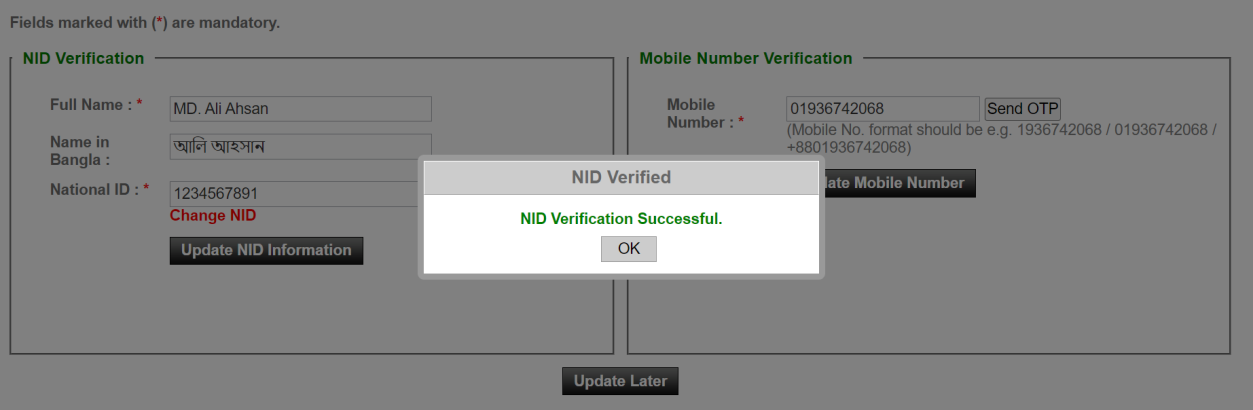 Fields marked with (*) are mandatory.
NID Verification
Full Name : * MD. Ali Ahsan
Name in
Bangla : আলি আহসান
National ID : * 1234567891
Change NID
Update NID Information
Mobile Number Verification
Mobile
Number : * 01936742068 Send OTP
(Mobile No. format should be e.g. 1936742068 / 01936742068 /
+8801936742068)
Mobile Number
NID Verified
NID Verification Successful.
OK
Update Later